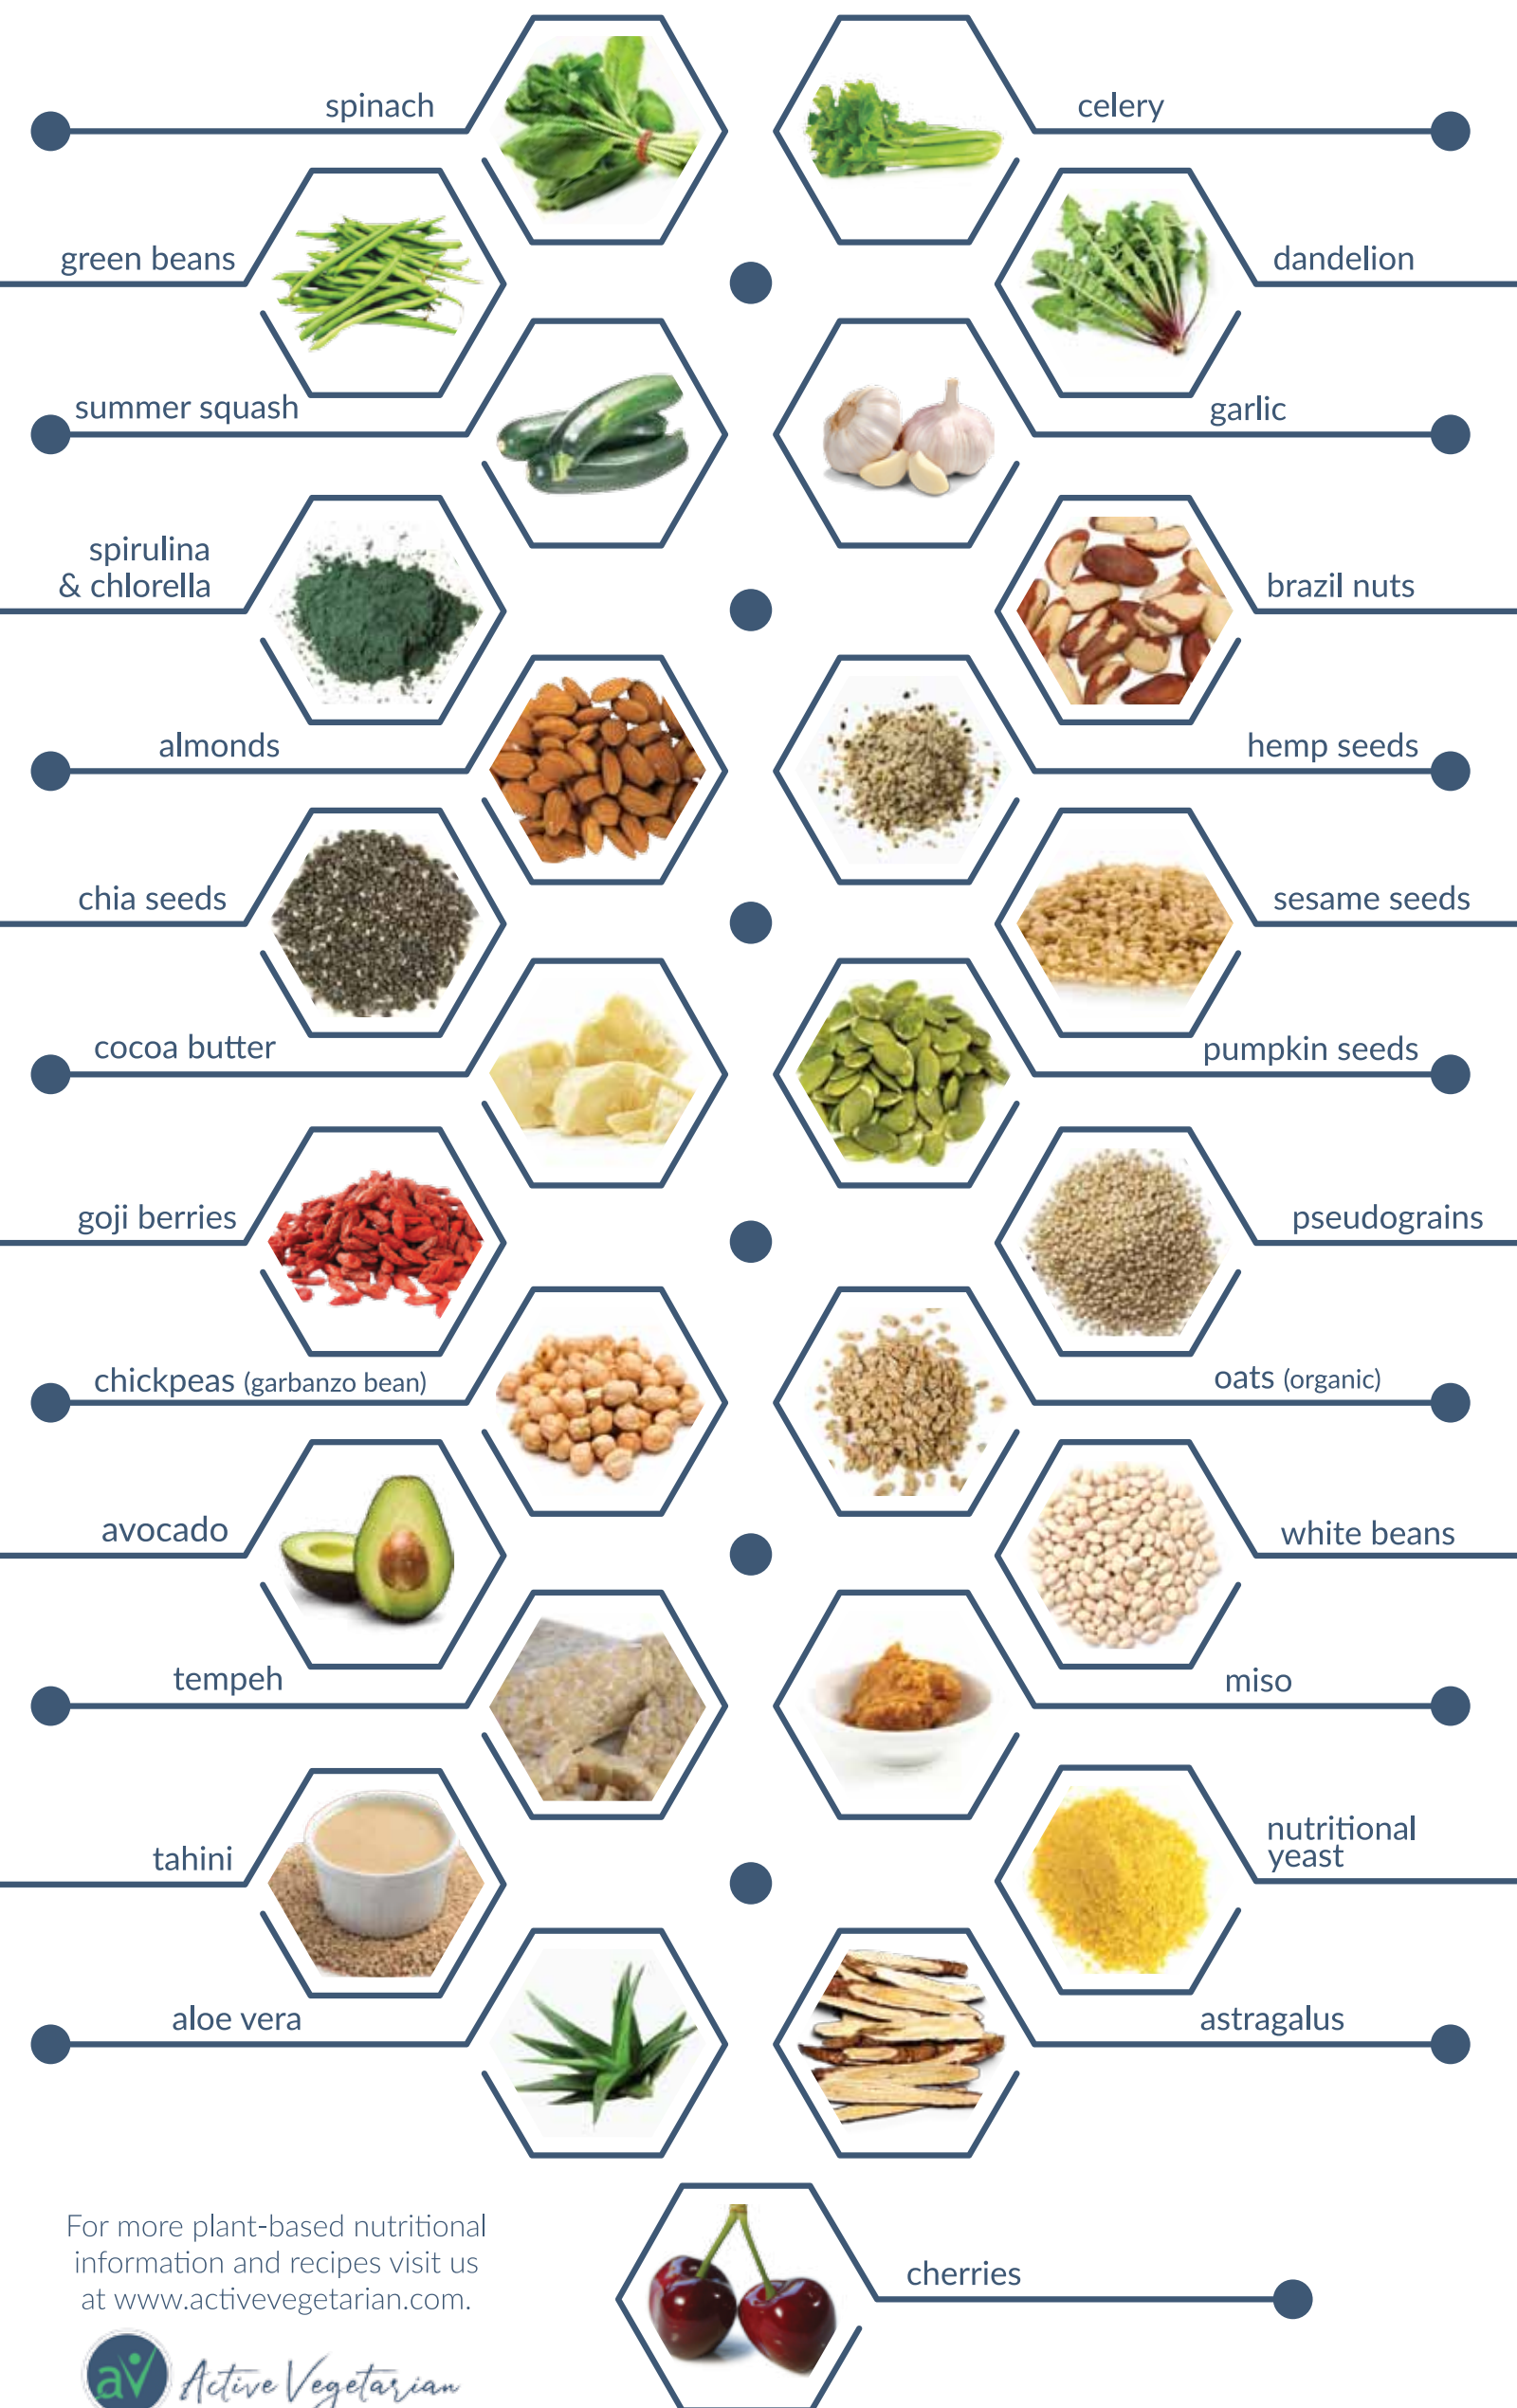 spinach
celery
green beans
dandelion
summer squash
garlic
spirulina
& chlorella
brazil nuts
almonds
hemp seeds
chia seeds
sesame seeds
cocoa butter
pumpkin seeds
goji berries
pseudograins
chickpeas (garbanzo bean)
oats (organic)
avocado
white beans
tempeh
miso
tahini
nutritional
yeast
aloe vera
astragalus
cherries
For more plant-based nutritional
information and recipes visit us
at www.activevegetarian.com.
av Active Vegetarian